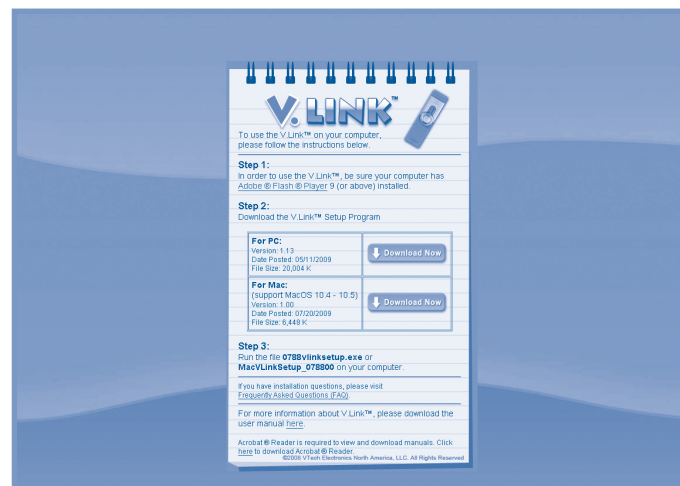 V.LINK™
To use the V.Link™ on your computer,
please follow the instructions below.
Step 1:
In order to use the V.Link™, be sure your computer has
Adobe ® Flash ® Player 9 (or above) installed.
Step 2:
Download the V.Link™ Setup Program
For PC:
Version: 1.13
Date Posted: 05/11/2009
File Size: 20,004 K
Download Now
For Mac:
(support MacOS 10.4 - 10.5)
Version: 1.00
Date Posted: 07/20/2009
File Size: 6,448 K
Download Now
Step 3:
Run the file 0788vlinksetup.exe or
MacVLinkSetup_078800 on your computer.
If you have installation questions, please visit
Frequently Asked Questions (FAQ).
For more information about V.Link™, please download the
user manual here.
Acrobat ® Reader is required to view and download manuals. Click
here to download Acrobat ® Reader.
©2008 VTech Electronics North America, LLC. All Rights Reserved